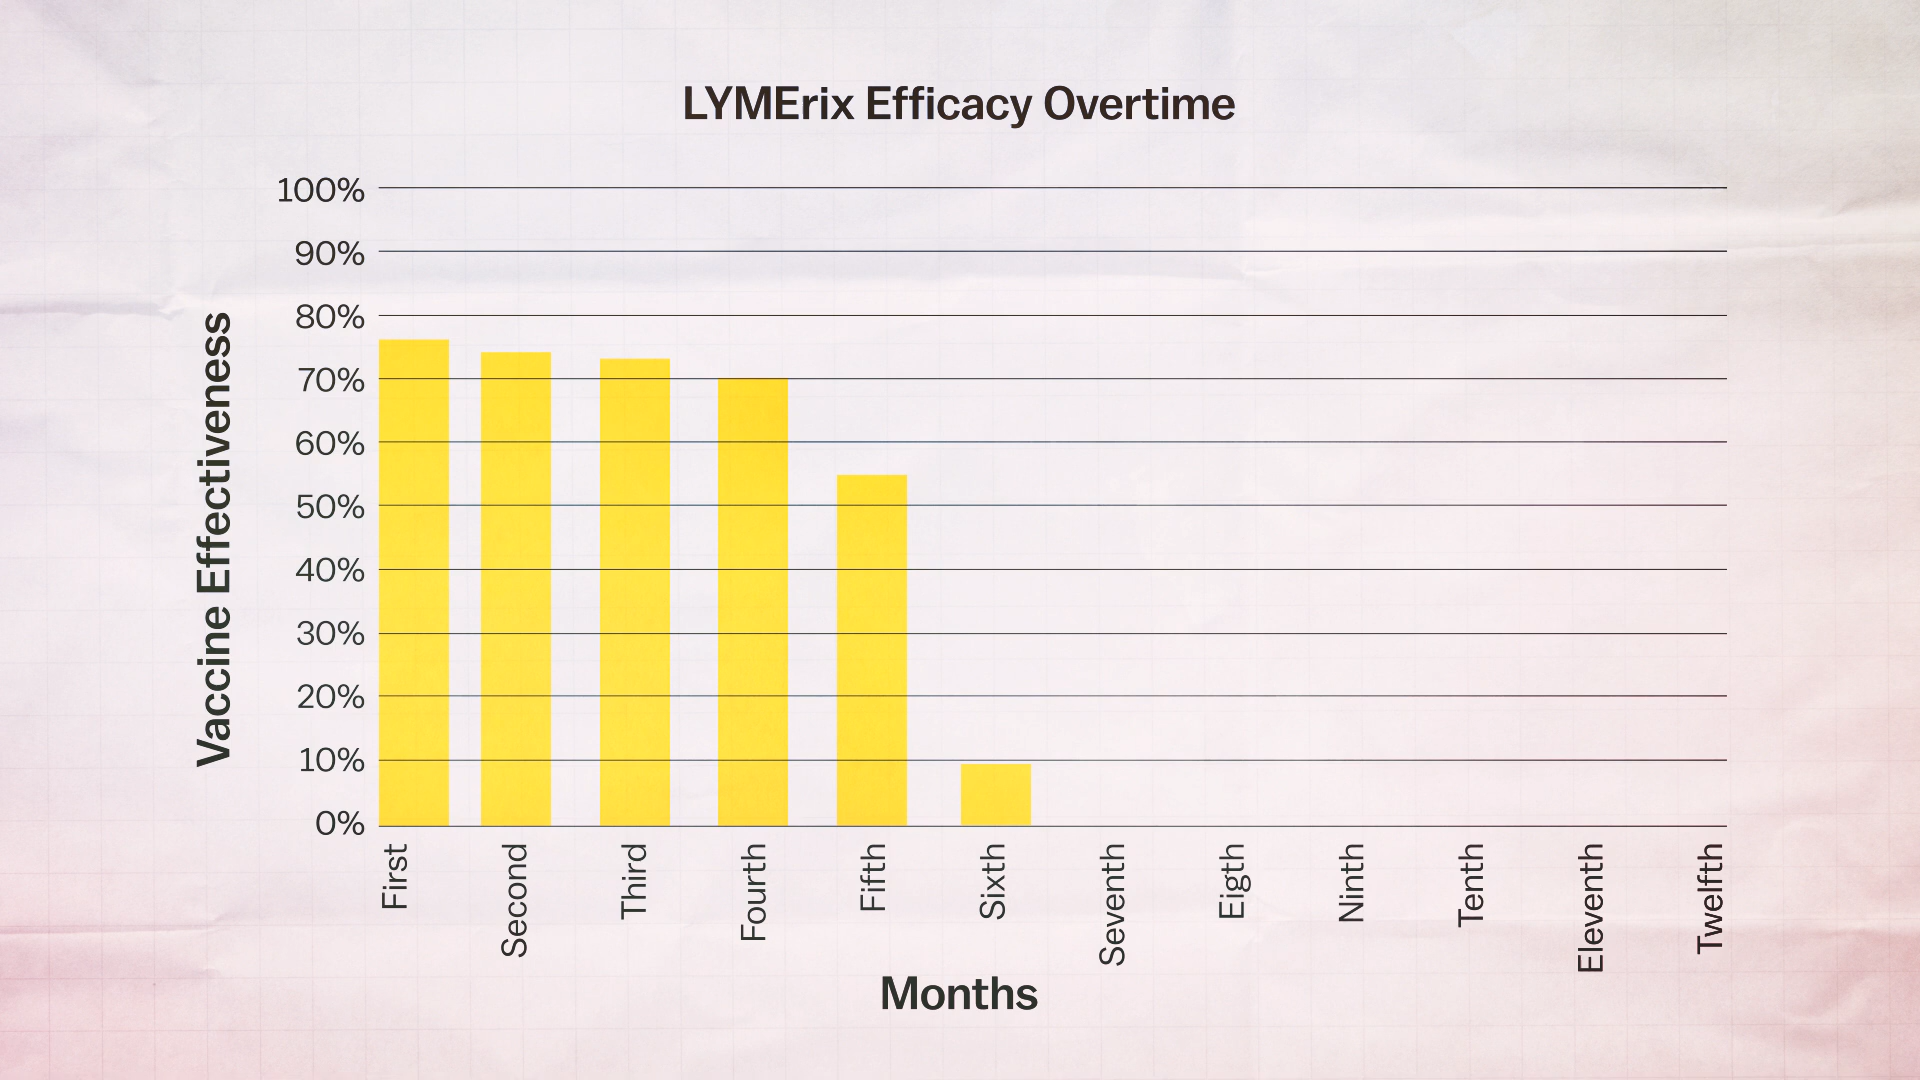 LYMErix Efficacy Overtime
Vaccine Effectiveness
100%
90%
80%
70%
60%
50%
40%
30%
20%
10%
0%
First
Second
Third
Fourth
Fifth
Sixth
Seventh
Eigth
Ninth
Tenth
Eleventh
Twelfth
Months